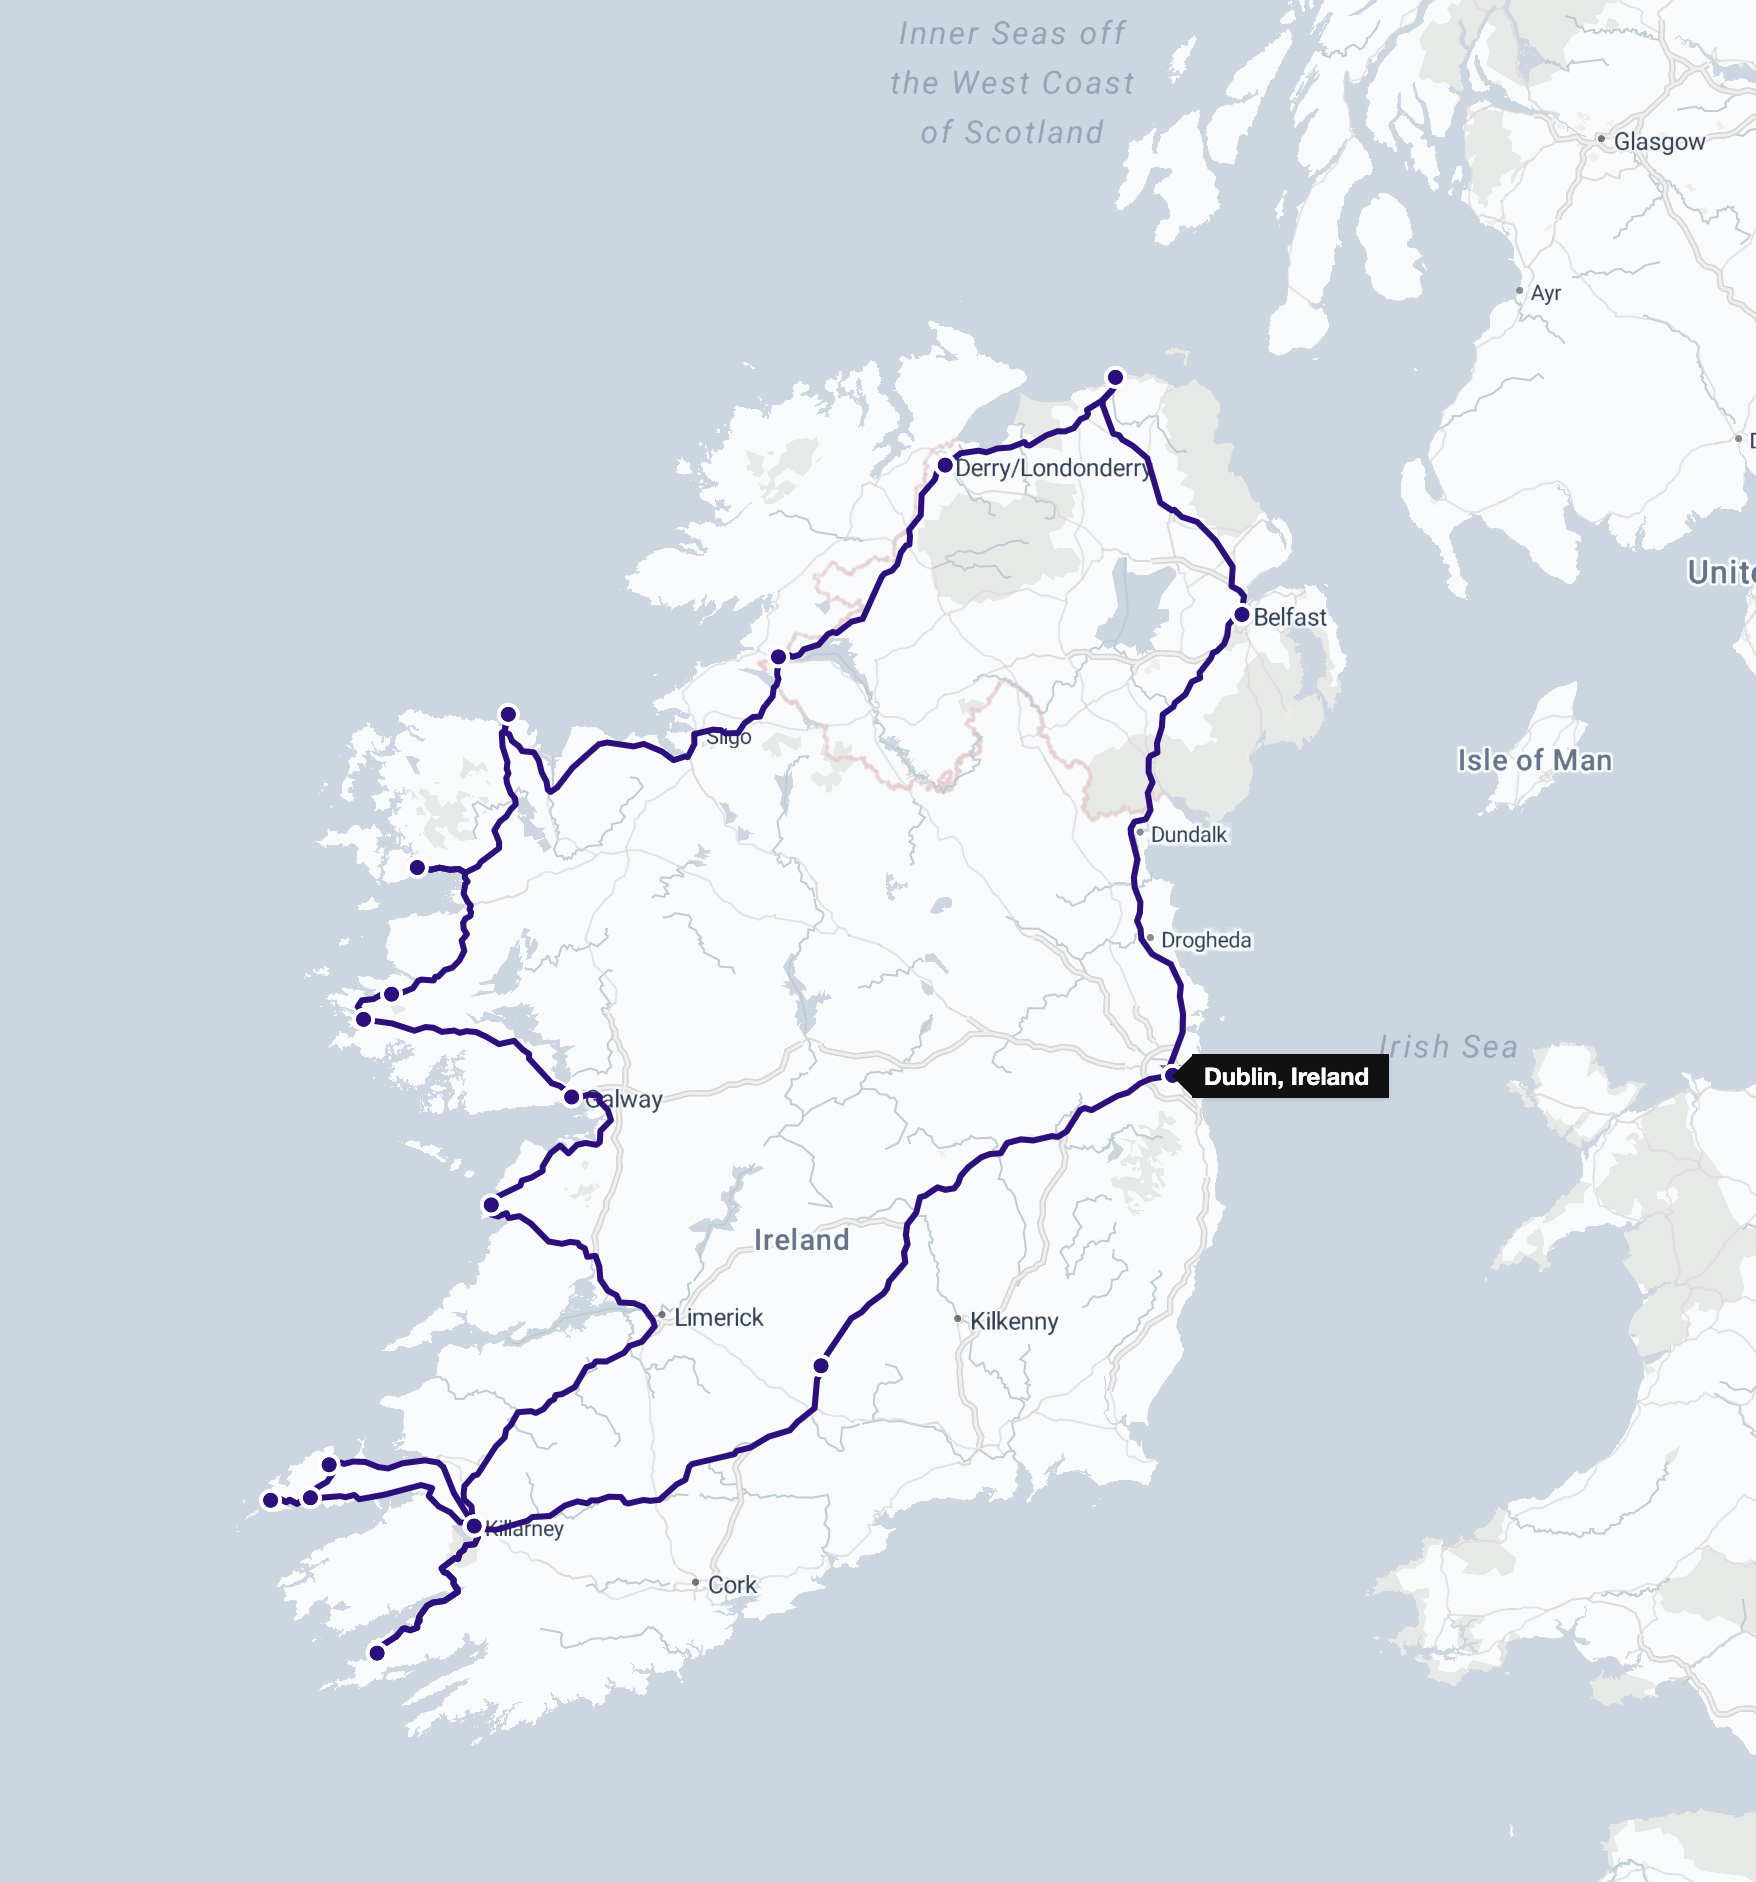 Inner Seas off
the West Coast
of Scotland
Glasgow
Ayr
D
Derry/Londonderry
Unite
Belfast
Sligo
Isle of Man
Dundalk
Drogheda
Irish Sea
Dublin, Ireland
Galway
Ireland
Limerick
Kilkenny
Killarney
Cork